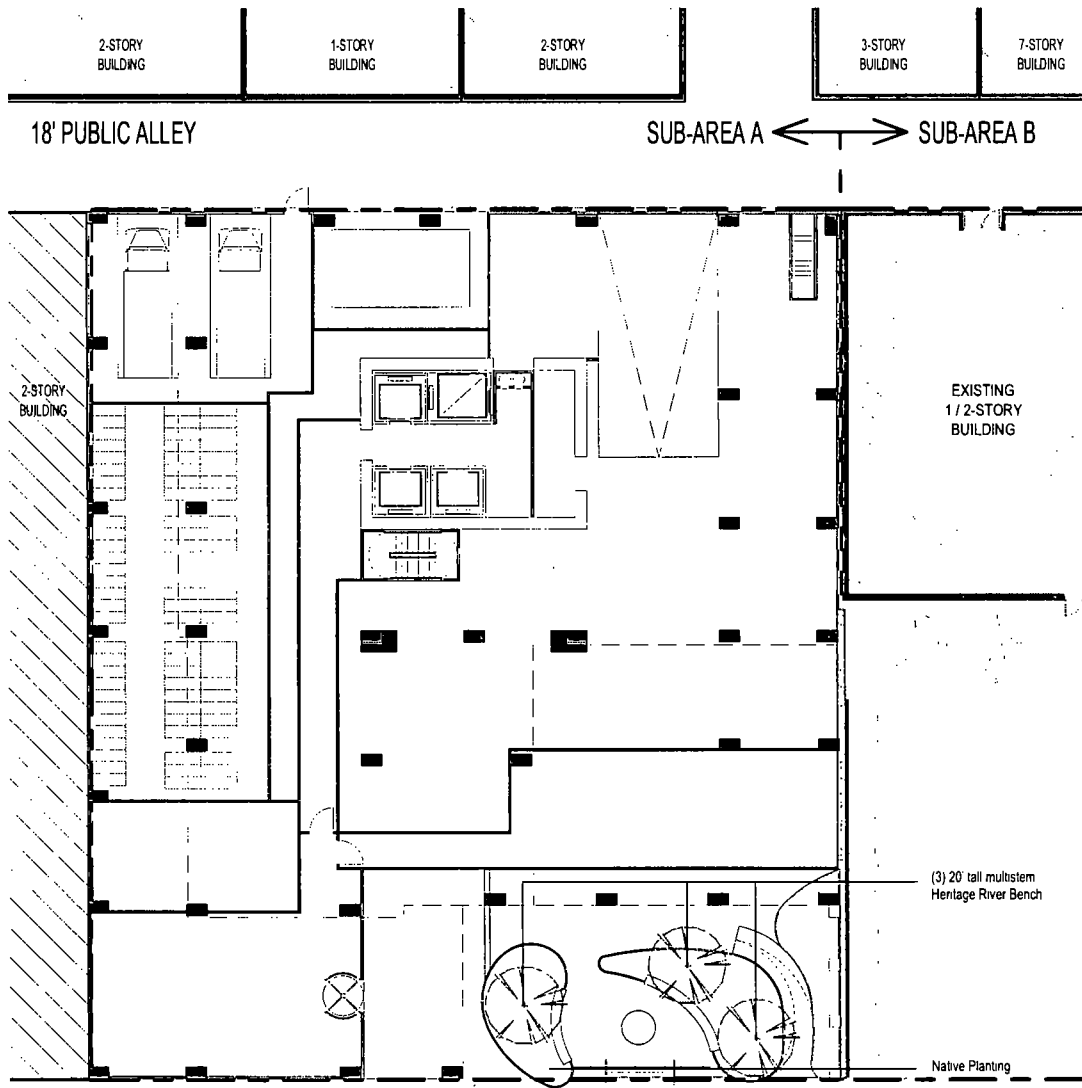 2-STORY
BUILDING
1-STORY
BUILDING
2-STORY
BUILDING
3-STORY
BUILDING
7-STORY
BUILDING
18' PUBLIC ALLEY
SUB-AREA A
SUB-AREA B
2-STORY
BUILDING
EXISTING
1 / 2-STORY
BUILDING
(3) 20' tall multistem
Heritage River Bench
Native Planting